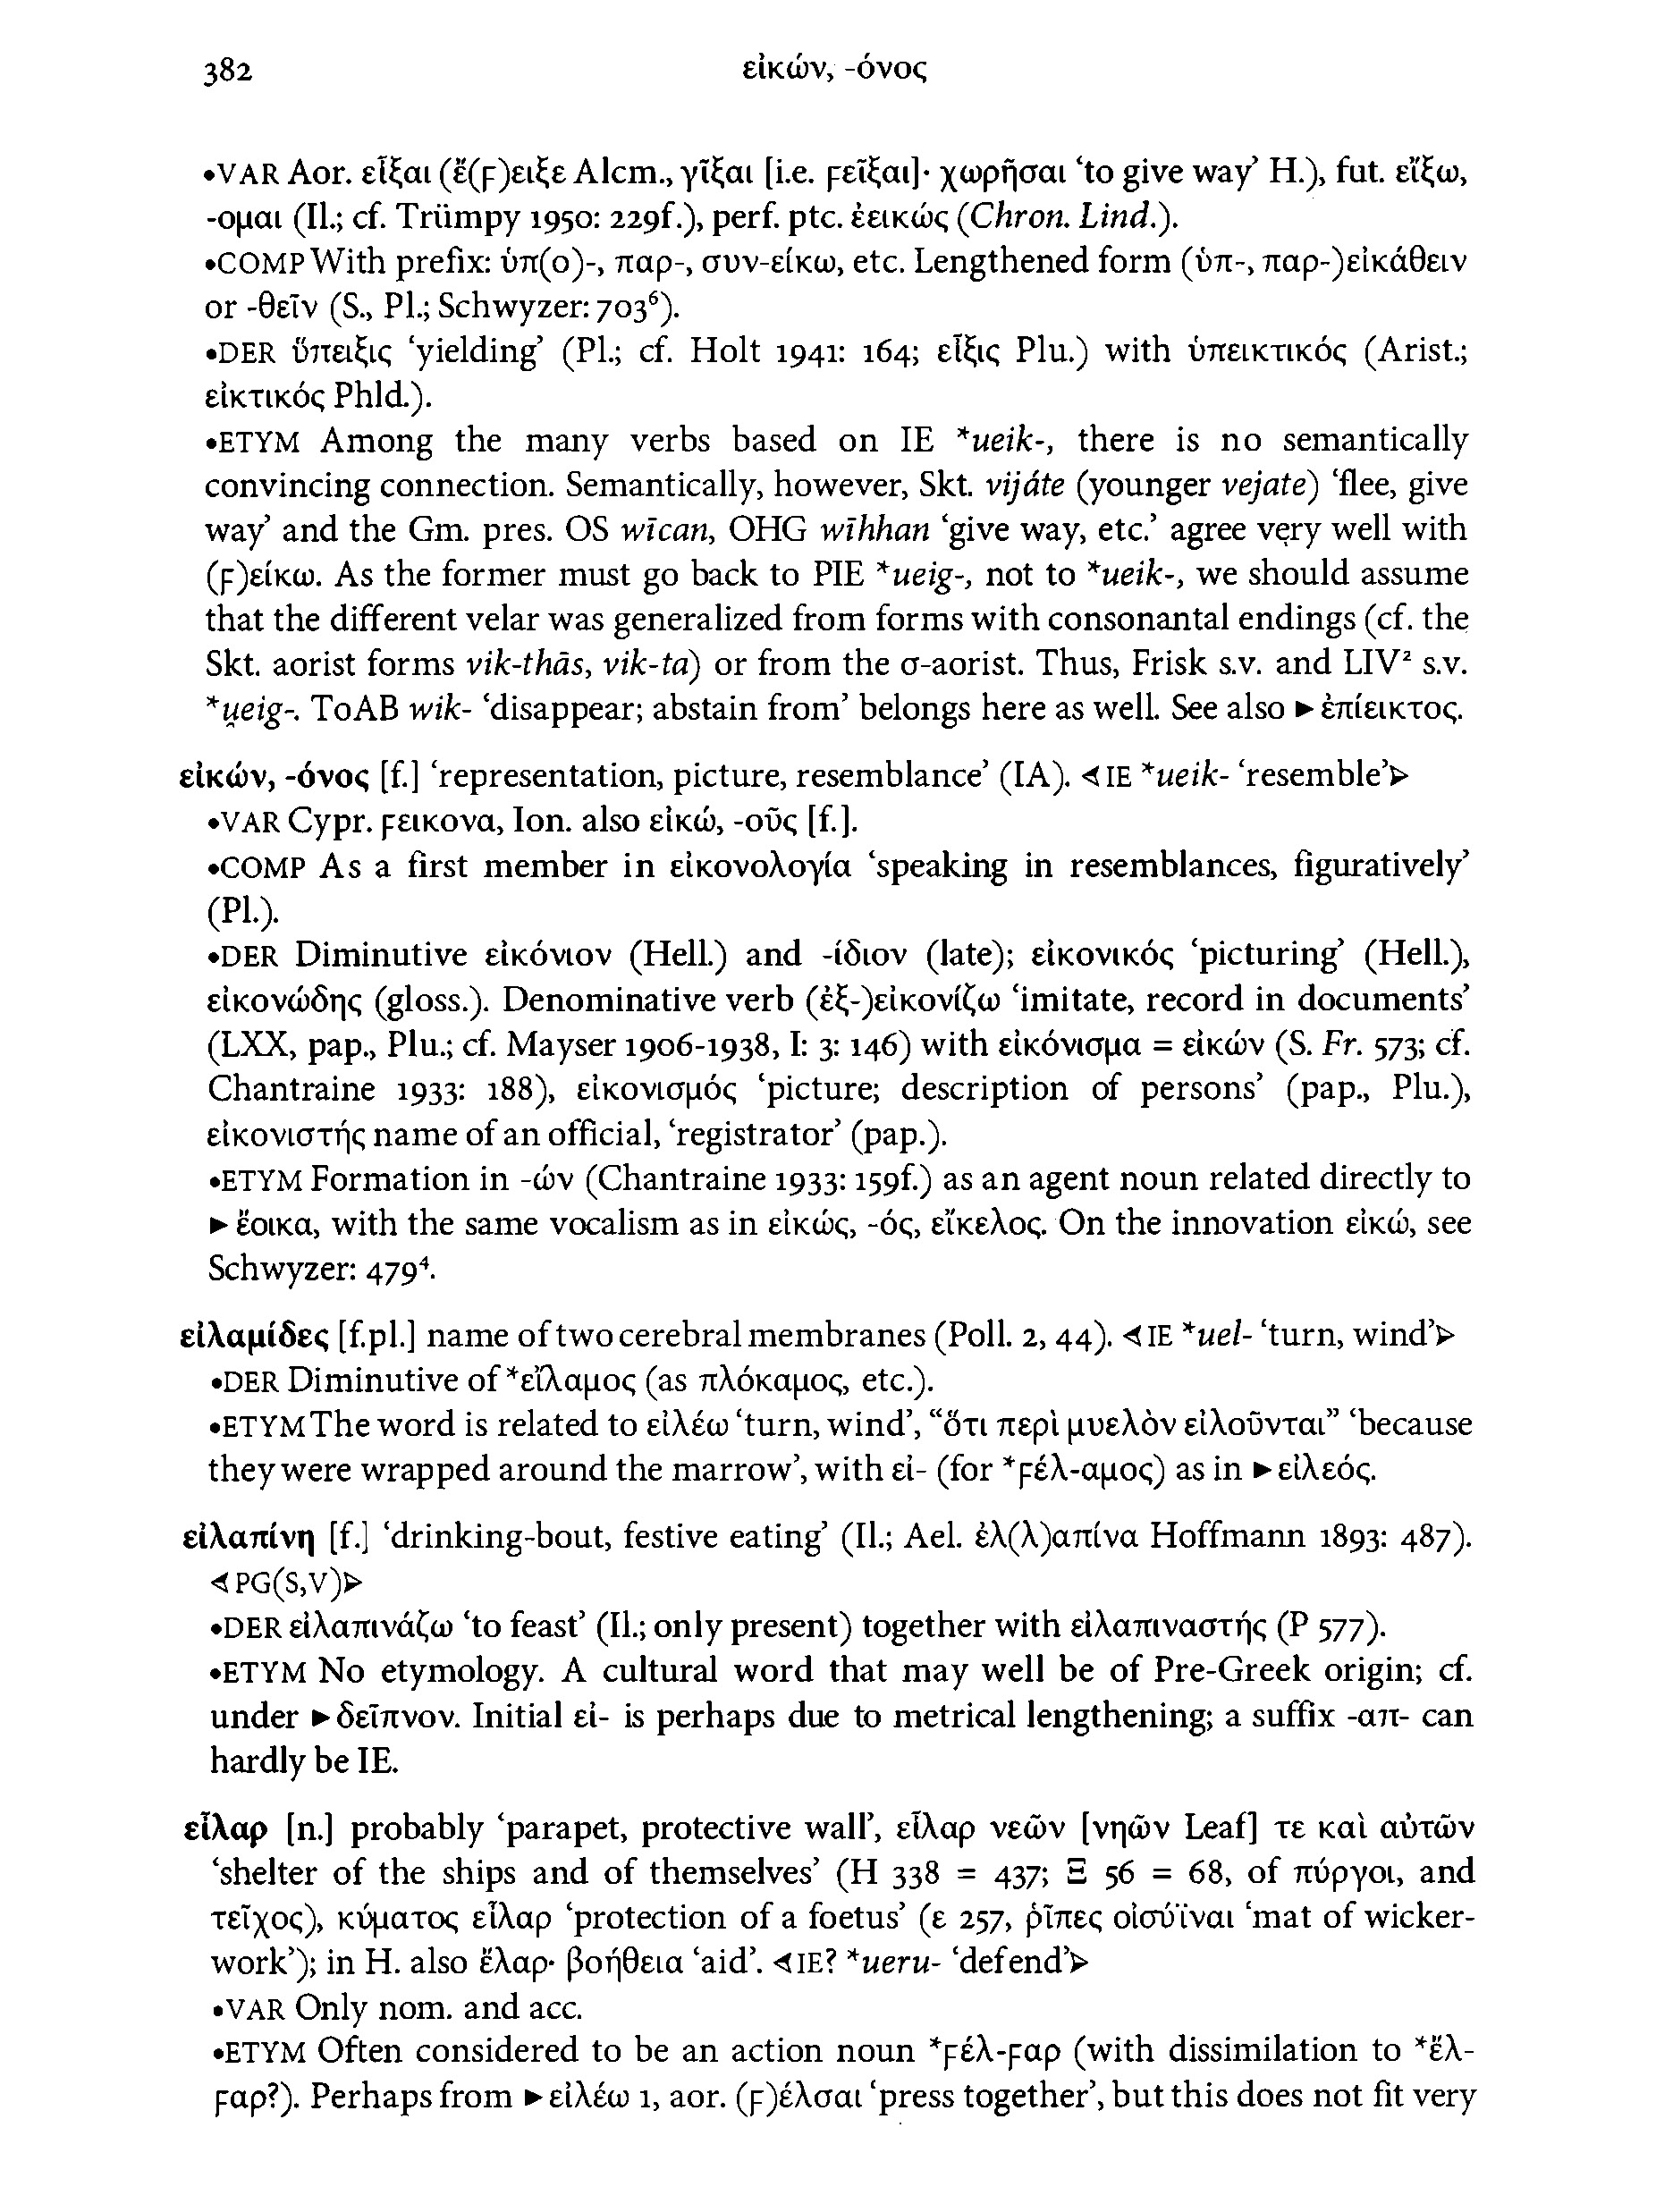 382 εἰκών, -όνος
•VAR Aor. εἶξαι (ἔ(ϝ)ειξε Alcm., γῖξαι [i.e. ϝεῖξαι]· χωρῆσαι ‘to give way’ H.), fut. εἴξω,
-ομαι (Il.; cf. Trümpy 1950: 229f.), perf. ptc. ἐεικώς (Chron. Lind.).
•COMP With prefix: ὑπ(ο)-, παρ-, συν-είκω, etc. Lengthened form (ὑπ-, παρ-)εἰκάθειν
or -θεῖν (S., Pl.; Schwyzer: 703⁶).
•DER ὕπειξις ‘yielding’ (Pl.; cf. Holt 1941: 164; εἶξις Plu.) with ὑπεικτικός (Arist.;
εἰκτικός Phld.).
•ETYM Among the many verbs based on IE *ueik-, there is no semantically
convincing connection. Semantically, however, Skt. vijáte (younger vejate) ‘flee, give
way’ and the Gm. pres. OS wīcan, OHG wīhhan ‘give way, etc.’ agree very well with
(ϝ)είκω. As the former must go back to PIE *ueig-, not to *ueik-, we should assume
that the different velar was generalized from forms with consonantal endings (cf. the
Skt. aorist forms vik-thās, vik-ta) or from the σ-aorist. Thus, Frisk s.v. and LIV² s.v.
*u̯eig-. ToAB wik- ‘disappear; abstain from’ belongs here as well. See also ►ἐπίεικτος.
εἰκών, -όνος [f.] ‘representation, picture, resemblance’ (IA). ⊲IE *ueik- ‘resemble’⊳
•VAR Cypr. ϝεικονα, Ion. also εἰκώ, -οῦς [f.].
•COMP As a first member in εἰκονολογία ‘speaking in resemblances, figuratively’
(Pl.).
•DER Diminutive εἰκόνιον (Hell.) and -ίδιον (late); εἰκονικός ‘picturing’ (Hell.),
εἰκονώδης (gloss.). Denominative verb (ἐξ-)εἰκονίζω ‘imitate, record in documents’
(LXX, pap., Plu.; cf. Mayser 1906-1938, I: 3: 146) with εἰκόνισμα = εἰκών (S. Fr. 573; cf.
Chantraine 1933: 188), εἰκονισμός ‘picture; description of persons’ (pap., Plu.),
εἰκονιστής name of an official, ‘registrator’ (pap.).
•ETYM Formation in -ών (Chantraine 1933: 159f.) as an agent noun related directly to
►ἔοικα, with the same vocalism as in εἰκώς, -ός, εἴκελος. On the innovation εἰκώ, see
Schwyzer: 479⁴.
εἰλαμίδες [f.pl.] name of two cerebral membranes (Poll. 2, 44). ⊲IE *uel- ‘turn, wind’⊳
•DER Diminutive of *εἴλαμος (as πλόκαμος, etc.).
•ETYM The word is related to εἰλέω ‘turn, wind’, “ὅτι περὶ μυελὸν εἰλοῦνται” ‘because
they were wrapped around the marrow’, with εἰ- (for *ϝέλ-αμος) as in ►εἰλεός.
εἰλαπίνη [f.] ‘drinking-bout, festive eating’ (Il.; Ael. ἐλ(λ)απίνα Hoffmann 1893: 487).
⊲PG(S,V)⊳
•DER εἰλαπινάζω ‘to feast’ (Il.; only present) together with εἰλαπιναστής (P 577).
•ETYM No etymology. A cultural word that may well be of Pre-Greek origin; cf.
under ►δεῖπνον. Initial εἰ- is perhaps due to metrical lengthening; a suffix -απ- can
hardly be IE.
εἶλαρ [n.] probably ‘parapet, protective wall’, εἶλαρ νεῶν [νηῶν Leaf] τε καὶ αὐτῶν
‘shelter of the ships and of themselves’ (H 338 = 437; Ξ 56 = 68, of πύργοι, and
τεῖχος), κύματος εἶλαρ ‘protection of a foetus’ (ε 257, ῥῖπες οἰσύϊναι ‘mat of wicker-
work’); in H. also ἔλαρ· βοήθεια ‘aid’. ⊲IE? *ueru- ‘defend’⊳
•VAR Only nom. and acc.
•ETYM Often considered to be an action noun *ϝέλ-ϝαρ (with dissimilation to *ἔλ-
ϝαρ?). Perhaps from ►εἰλέω 1, aor. (ϝ)έλσαι ‘press together’, but this does not fit very